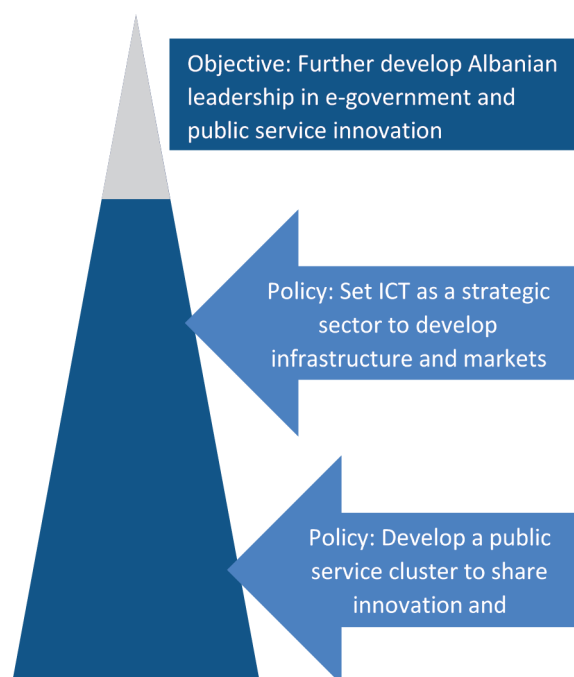 Objective: Further develop Albanian
leadership in e-government and
public service innovation
Policy: Set ICT as a strategic
sector to develop
infrastructure and markets
Policy: Develop a public
service cluster to share
innovation and